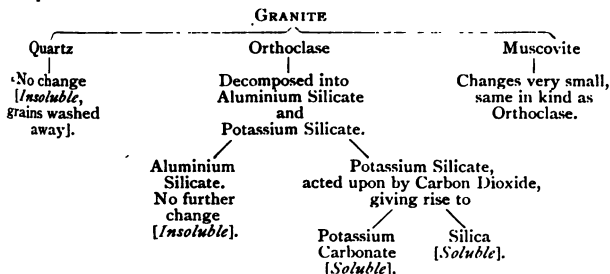 GRANITE
Quartz
No change
[Insoluble,
grains washed
away].
Orthoclase
Decomposed into
Aluminium Silicate
and
Potassium Silicate.
Muscovite
Changes very small,
same in kind as
Orthoclase.
Aluminium
Silicate.
No further
change
[Insoluble].
Potassium Silicate,
acted upon by Carbon Dioxide,
giving rise to
Potassium
Carbonate
[Soluble].
Silica
[Soluble].